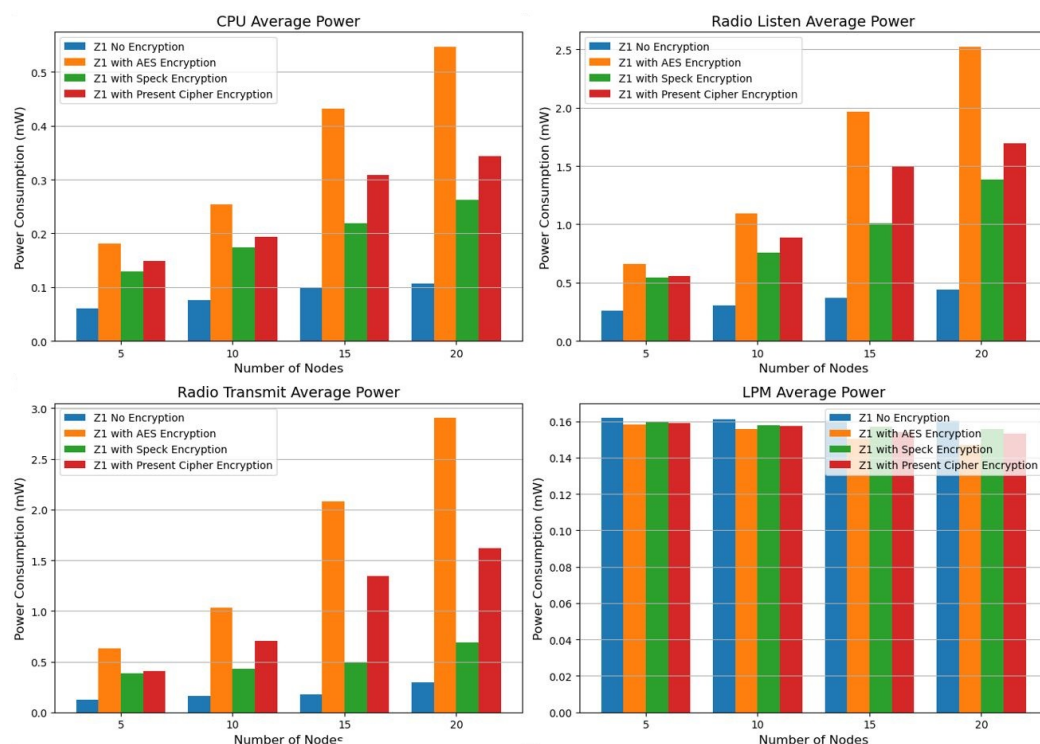 CPU Average Power
Z1 No Encryption
Z1 with AES Encryption
Z1 with Speck Encryption
Z1 with Present Cipher Encryption
Power Consumption (mW)
0.5
0.4
0.3
0.2
0.1
0.0
5 10 15 20
Number of Nodes
Radio Listen Average Power
Z1 No Encryption
Z1 with AES Encryption
Z1 with Speck Encryption
Z1 with Present Cipher Encryption
Power Consumption (mW)
2.5
2.0
1.5
1.0
0.5
0.0
5 10 15 20
Number of Nodes
Radio Transmit Average Power
Z1 No Encryption
Z1 with AES Encryption
Z1 with Speck Encryption
Z1 with Present Cipher Encryption
Power Consumption (mW)
3.0
2.5
2.0
1.5
1.0
0.5
0.0
5 10 15 20
Number of Nodes
LPM Average Power
Z1 No Encryption
Z1 with AES Encryption
Z1 with Speck Encryption
Z1 with Present Cipher Encryption
Power Consumption (mW)
0.16
0.14
0.12
0.10
0.08
0.06
0.04
0.02
0.00
5 10 15 20
Number of Nodes